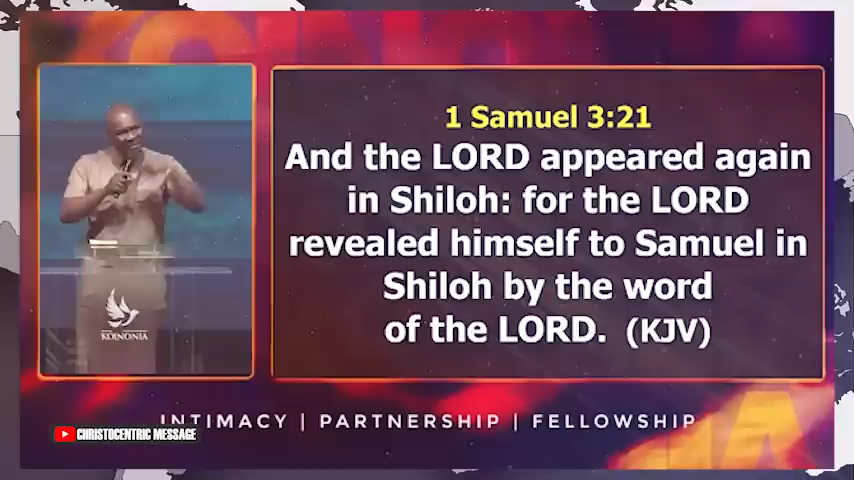 1 Samuel 3:21
And the LORD appeared again
in Shiloh: for the LORD
revealed himself to Samuel in
Shiloh by the word
of the LORD. (KJV)
KOINONIA
INTIMACY | PARTNERSHIP | FELLOWSHIP
CHRISTOCENTRIC MESSAGE